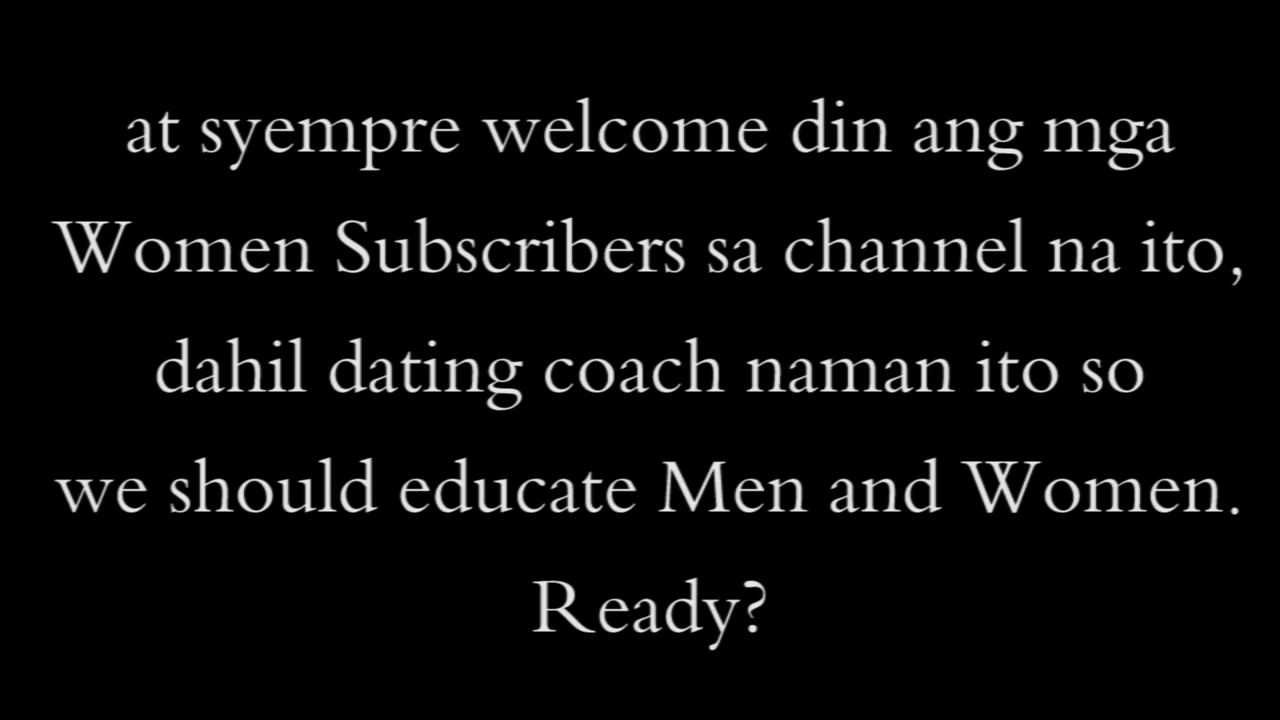 at syempre welcome din ang mga
Women Subscribers sa channel na ito,
dahil dating coach naman ito so
we should educate Men and Women.
Ready?